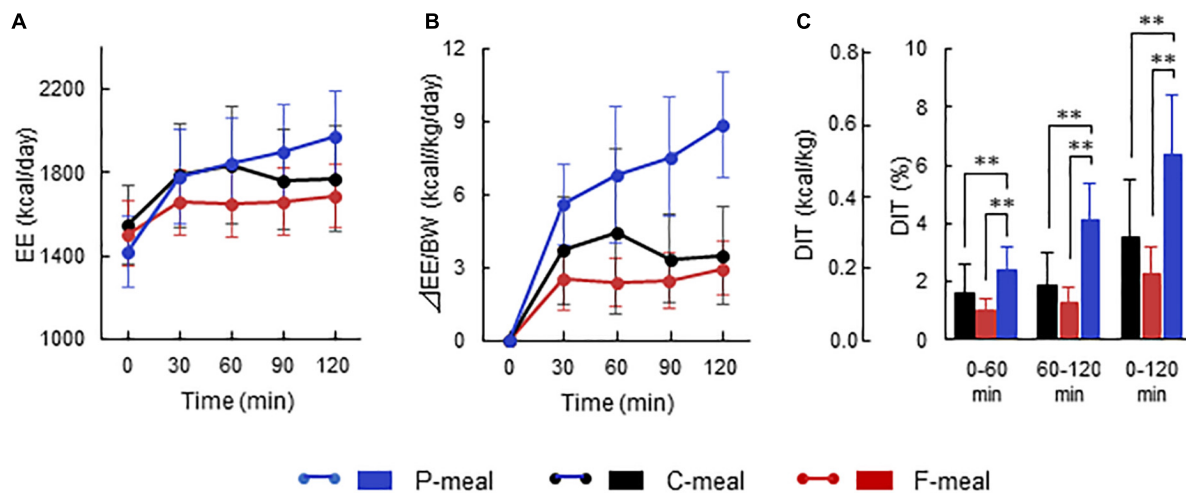 A
B
C
EE (kcal/day)
2200
1800
1400
1000
0 30 60 90 120
Time (min)
⊿EE/BW (kcal//kg/day)
12
9
6
3
0
0 30 60 90 120
Time (min)
DIT (kcal/kg)
0.8
0.6
0.4
0.2
0.0
DIT (%)
10
8
6
4
2
0
** ** ** ** ** **
0-60 60-120 0-120
min min min
P-meal C-meal F-meal